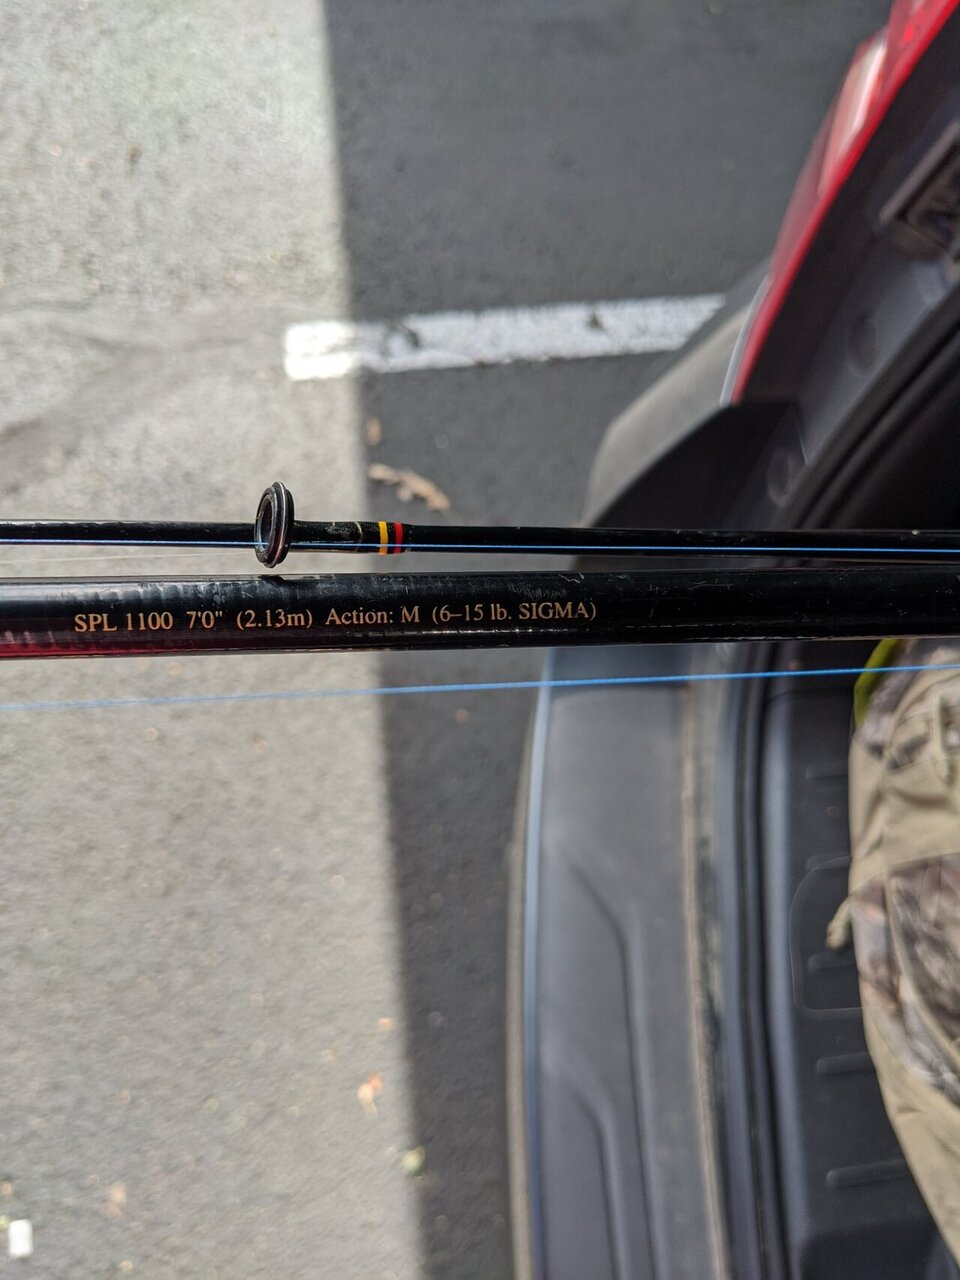 SPL 1100 7'0" (2.13m) Action: M (6–15 lb. SIGMA)